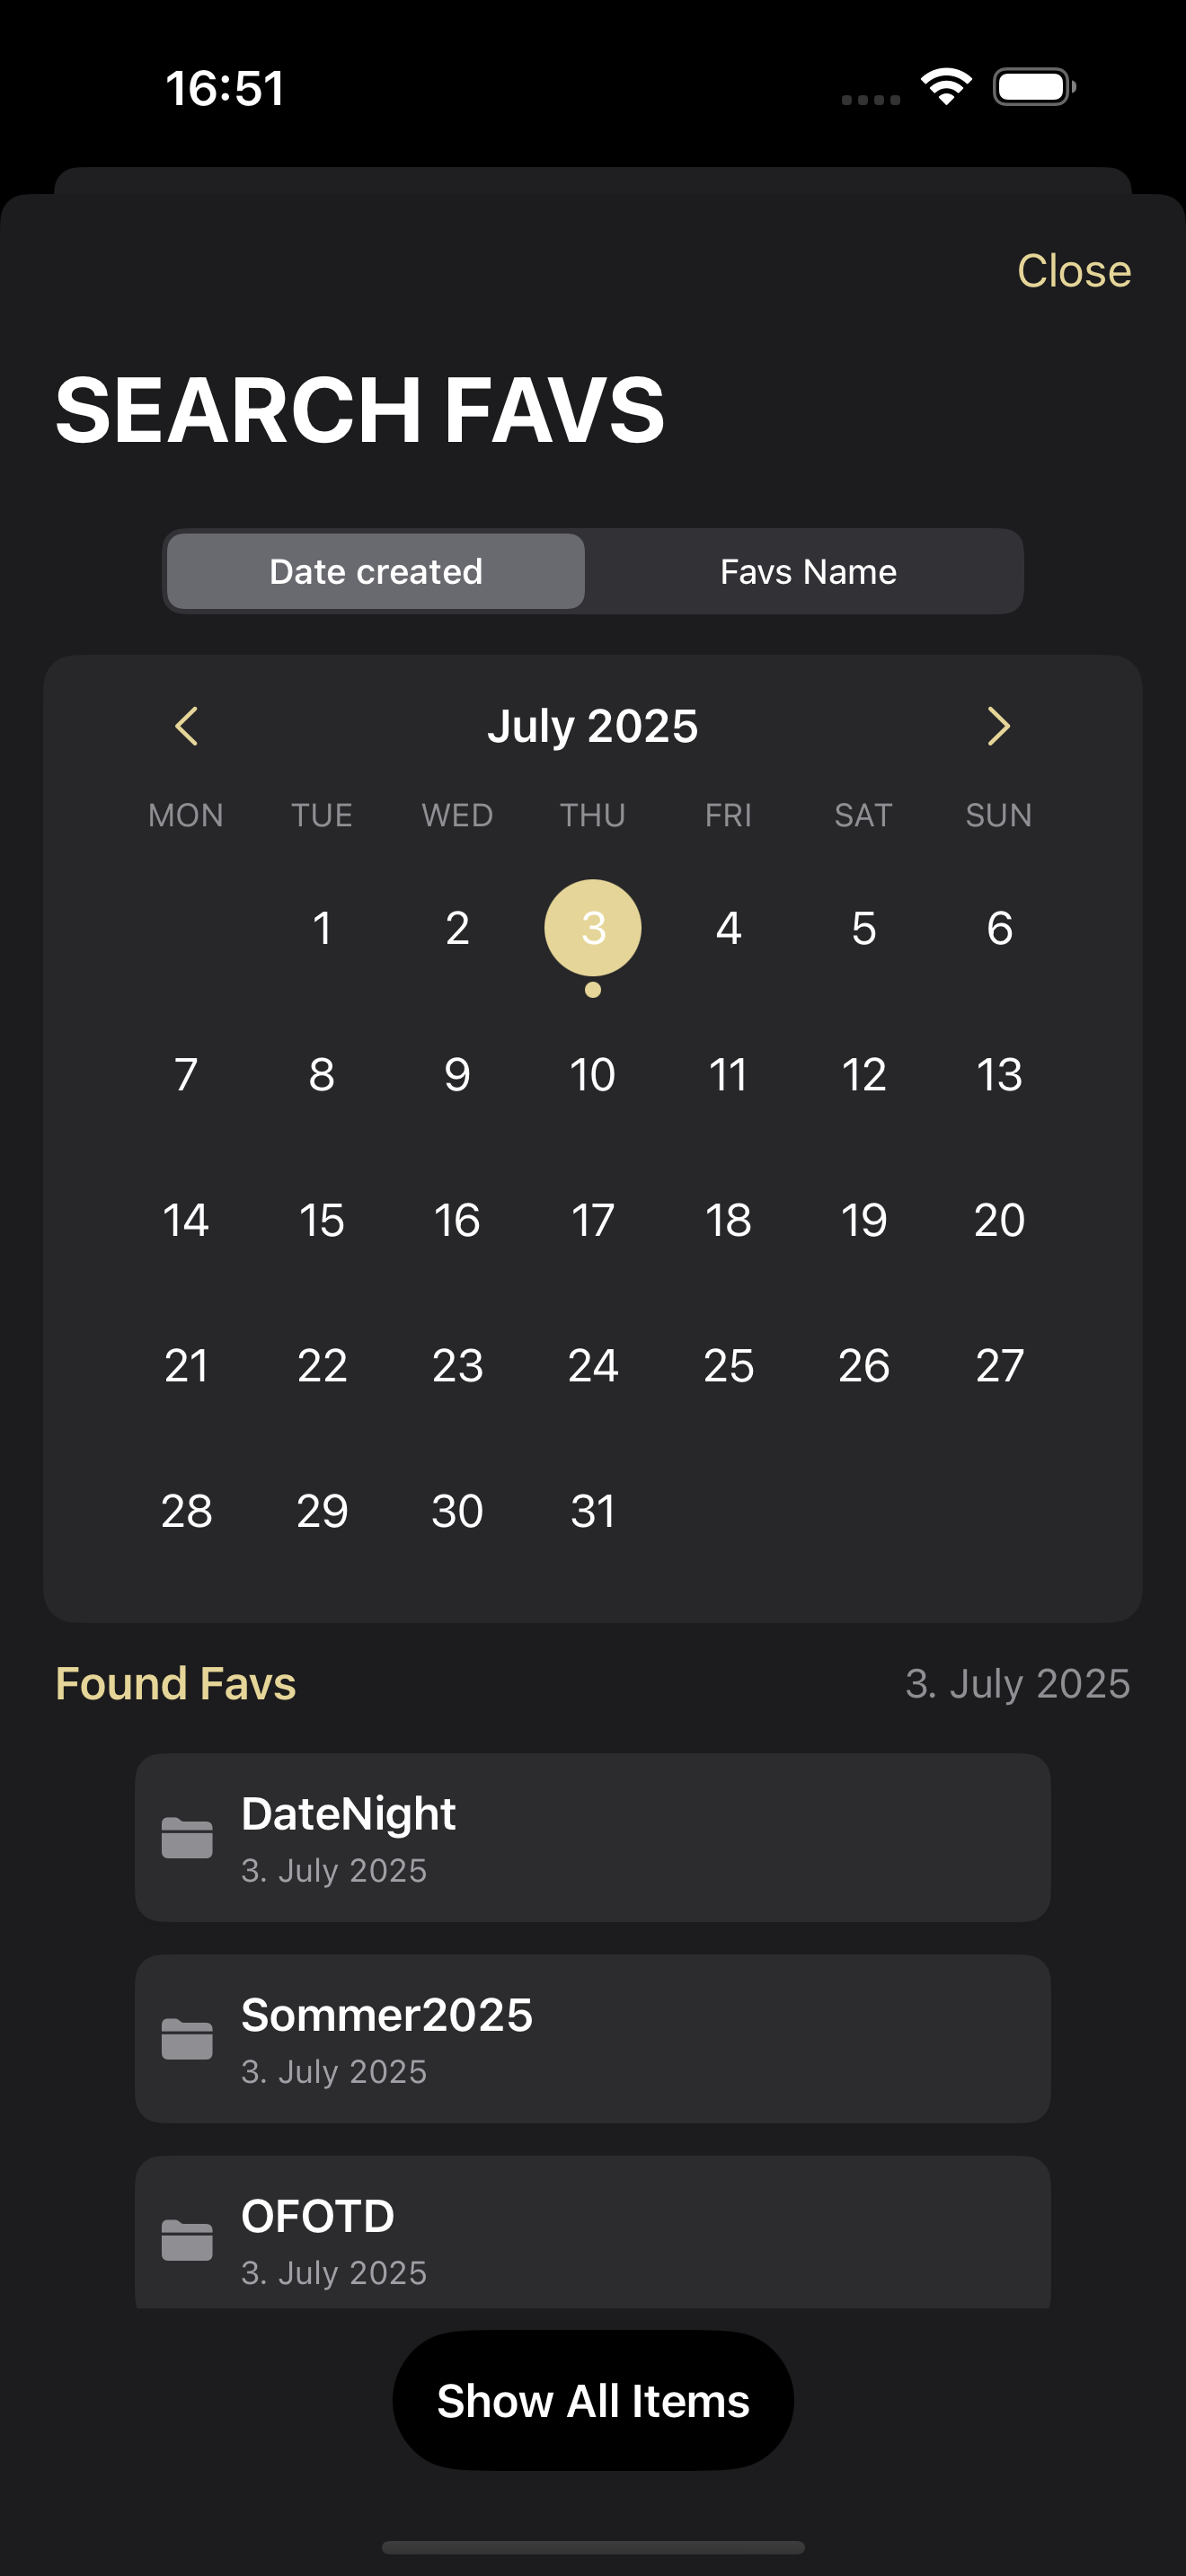 16:51
Close
SEARCH FAVS
Date created Favs Name
July 2025
MON TUE WED THU FRI SAT SUN
1 2 3 4 5 6
7 8 9 10 11 12 13
14 15 16 17 18 19 20
21 22 23 24 25 26 27
28 29 30 31
Found Favs 3. July 2025
DateNight
3. July 2025
Sommer2025
3. July 2025
OFOTD
3. July 2025
Show All Items